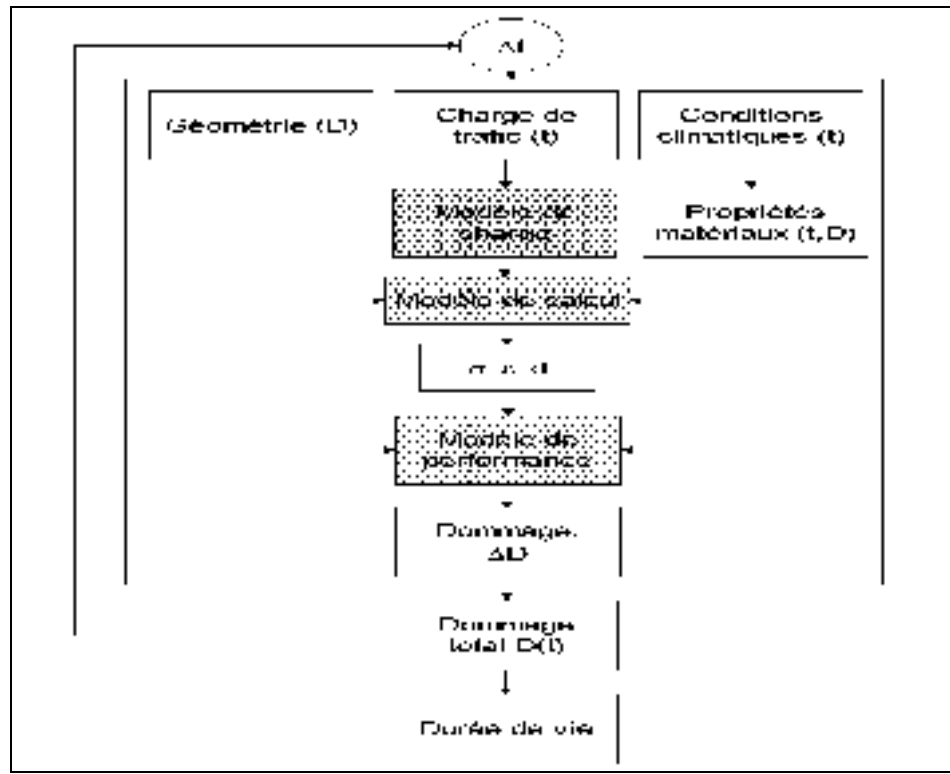 Géométrie (D)
Charge de
trafic (t)
Conditions
climatiques (t)
Modèle de
charge
Propriétés
matériaux (t,D)
Modèle de calcul
Modèle de
performance
Dommage,
ΔD
Dommage
total D(t)
Durée de vie